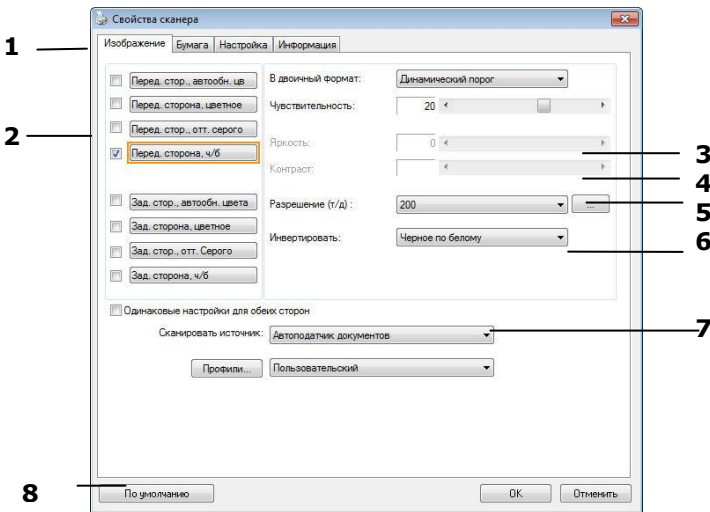 Свойства сканера
1
Изображение Бумага Настройка Информация
2
Перед. стор., автообн. цв
Перед. сторона, цветное
Перед. стор., отт. серого
Перед. сторона, ч/б
Зад. стор., автообн. цвета
Зад. сторона, цветное
Зад. стор., отт. Серого
Зад. сторона, ч/б
В двоичный формат: Динамический порог
Чувствительность: 20
Яркость: 0
3
Контраст:
4
Разрешение (т/д) : 200 ...
5
Инвертировать: Черное по белому
6
Одинаковые настройки для обеих сторон
Сканировать источник: Автоподатчик документов
7
Профили... Пользовательский
8
По умолчанию OK Отменить